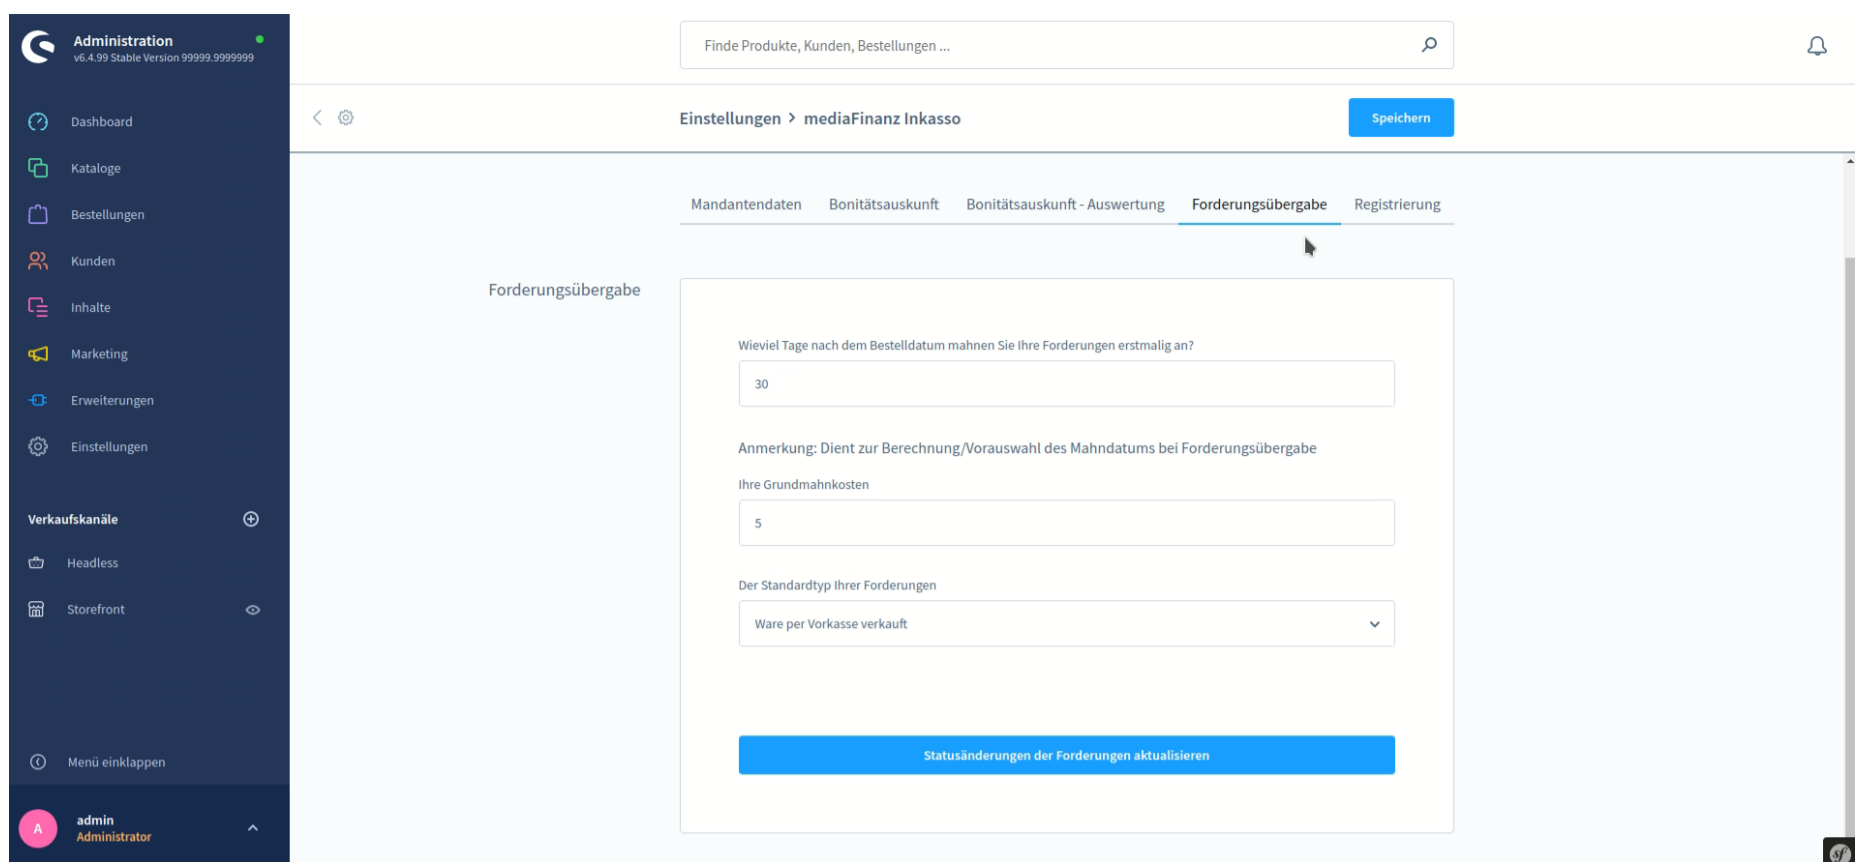 Administration
v6.4.99 Stable Version 99999.9999999
Finde Produkte, Kunden, Bestellungen ...
Dashboard
Kataloge
Bestellungen
Kunden
Inhalte
Marketing
Erweiterungen
Einstellungen
Verkaufskanäle
Headless
Storefront
Menü einklappen
A
admin
Administrator
Einstellungen > mediaFinanz Inkasso
Speichern
Mandantendaten Bonitätsauskunft Bonitätsauskunft - Auswertung Forderungsübergabe Registrierung
Forderungsübergabe
Wieviel Tage nach dem Bestelldatum mahnen Sie Ihre Forderungen erstmalig an?
30
Anmerkung: Dient zur Berechnung/Vorauswahl des Mahndatums bei Forderungsübergabe
Ihre Grundmahnkosten
5
Der Standardtyp Ihrer Forderungen
Ware per Vorkasse verkauft
Statusänderungen der Forderungen aktualisieren
sf